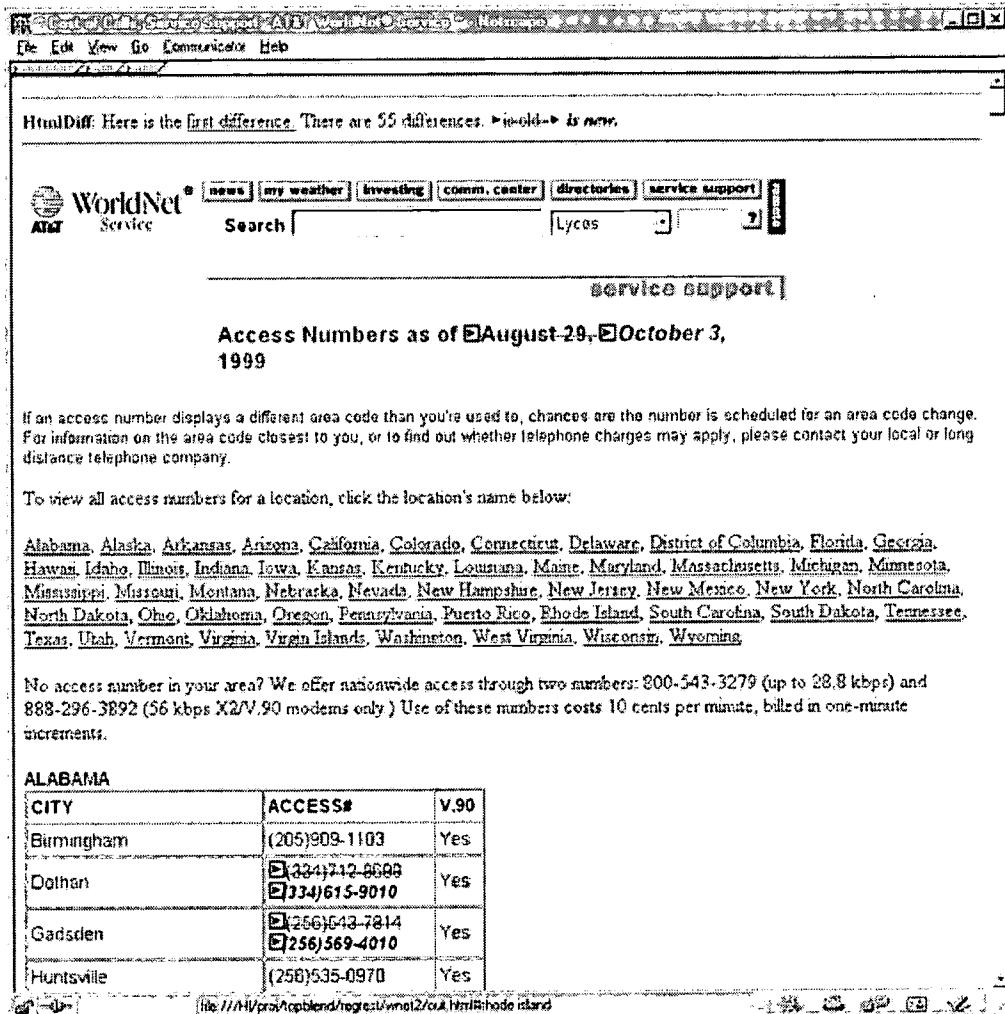 Cost of Calls, Service Support - AT&T WorldNet® Service - Netscape
File Edit View Go Communicator Help
HtmlDiff: Here is the first difference. There are 55 differences. is old is new.
AT&T WorldNet® Service
news my weather investing comm. center directories service support
Search Lycos ?
service support
Access Numbers as of August 29, October 3,
1999
If an access number displays a different area code than you're used to, chances are the number is scheduled for an area code change.
For information on the area code closest to you, or to find out whether telephone charges may apply, please contact your local or long
distance telephone company.
To view all access numbers for a location, click the location's name below:
Alabama, Alaska, Arkansas, Arizona, California, Colorado, Connecticut, Delaware, District of Columbia, Florida, Georgia,
Hawaii, Idaho, Illinois, Indiana, Iowa, Kansas, Kentucky, Louisiana, Maine, Maryland, Massachusetts, Michigan, Minnesota,
Mississippi, Missouri, Montana, Nebraska, Nevada, New Hampshire, New Jersey, New Mexico, New York, North Carolina,
North Dakota, Ohio, Oklahoma, Oregon, Pennsylvania, Puerto Rico, Rhode Island, South Carolina, South Dakota, Tennessee,
Texas, Utah, Vermont, Virginia, Virgin Islands, Washington, West Virginia, Wisconsin, Wyoming,
No access number in your area? We offer nationwide access through two numbers: 800-543-3279 (up to 28.8 kbps) and
888-296-3892 (56 kbps X2/V.90 modems only.) Use of these numbers costs 10 cents per minute, billed in one-minute
increments.
ALABAMA
CITY ACCESS# V.90
Birmingham (205)909-1103 Yes
Dothan (334)712- Yes
(334)615-9010
Gadsden (256)543-7814 Yes
(256)569-4010
Huntsville (256)535-0970 Yes